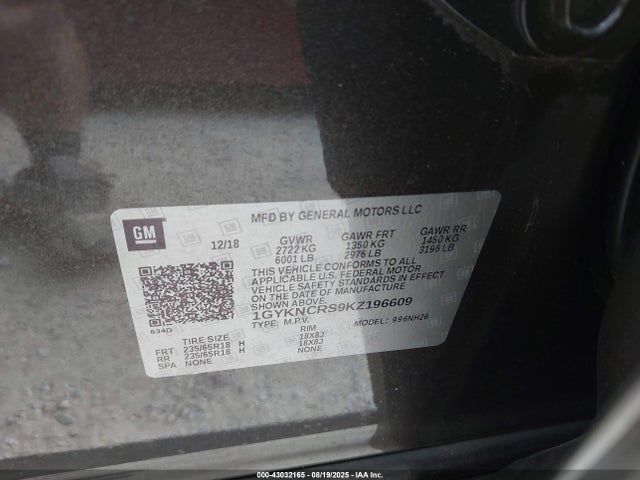 MFD BY GENERAL MOTORS LLC
GM
12/18 GVWR GAWR FRT GAWR RR
2722 KG 1350 KG 1450 KG
6001 LB 2976 LB 3196 LB
THIS VEHICLE CONFORMS TO ALL
APPLICABLE U.S. FEDERAL MOTOR
VEHICLE SAFETY STANDARDS IN EFFECT
ON THE DATE OF MANUFACTURE
SHOWN ABOVE.
1GYKNCRS9KZ196609
TYPE: M.P.V. MODEL: 996NH26
634G
TIRE SIZE RIM
FRT 235/65R18 H 18X8J
RR 235/65R18 H 18X8J
SPA NONE NONE
000-43032165 - 08/19/2025 - IAA Inc.